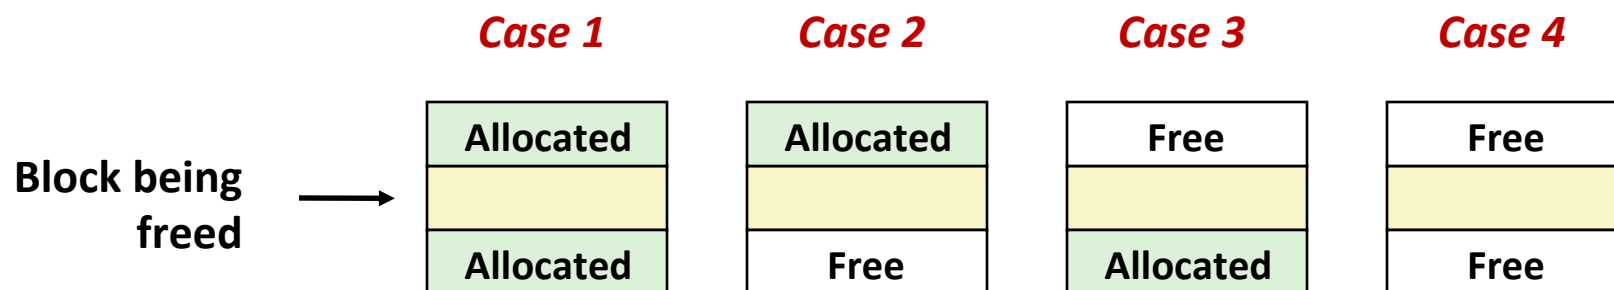 Case 1 Case 2 Case 3 Case 4
Allocated Allocated Free Free
Block being
freed
Allocated Free Allocated Free